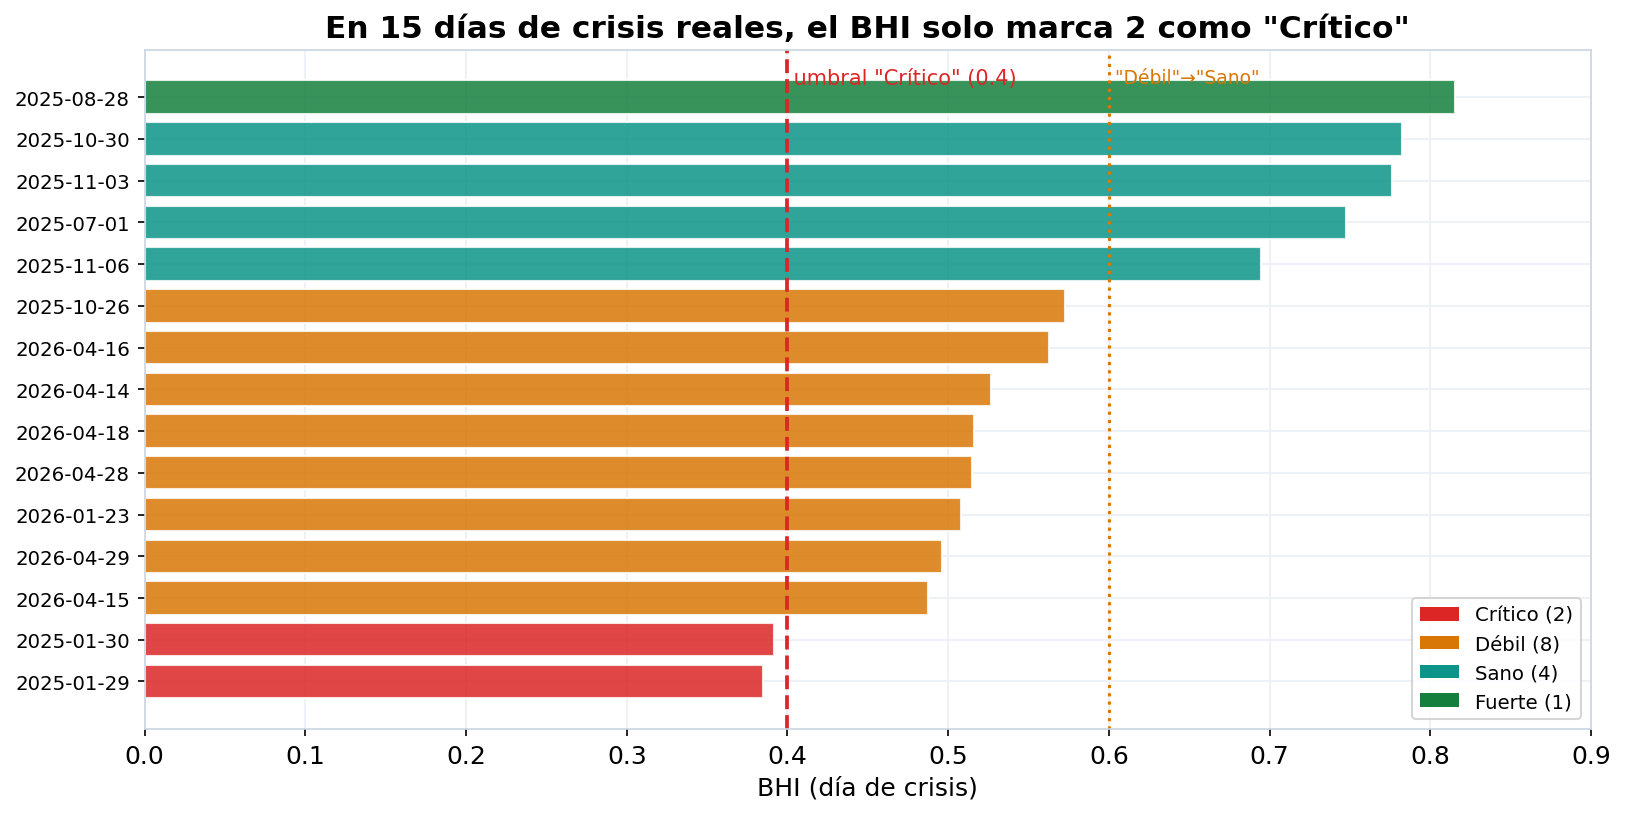 En 15 días de crisis reales, el BHI solo marca 2 como "Crítico"
umbral "Crítico" (0.4)
"Débil"→"Sano"
2025-08-28
2025-10-30
2025-11-03
2025-07-01
2025-11-06
2025-10-26
2026-04-16
2026-04-14
2026-04-18
2026-04-28
2026-01-23
2026-04-29
2026-04-15
2025-01-30
2025-01-29
Crítico (2)
Débil (8)
Sano (4)
Fuerte (1)
0.0 0.1 0.2 0.3 0.4 0.5 0.6 0.7 0.8 0.9
BHI (día de crisis)